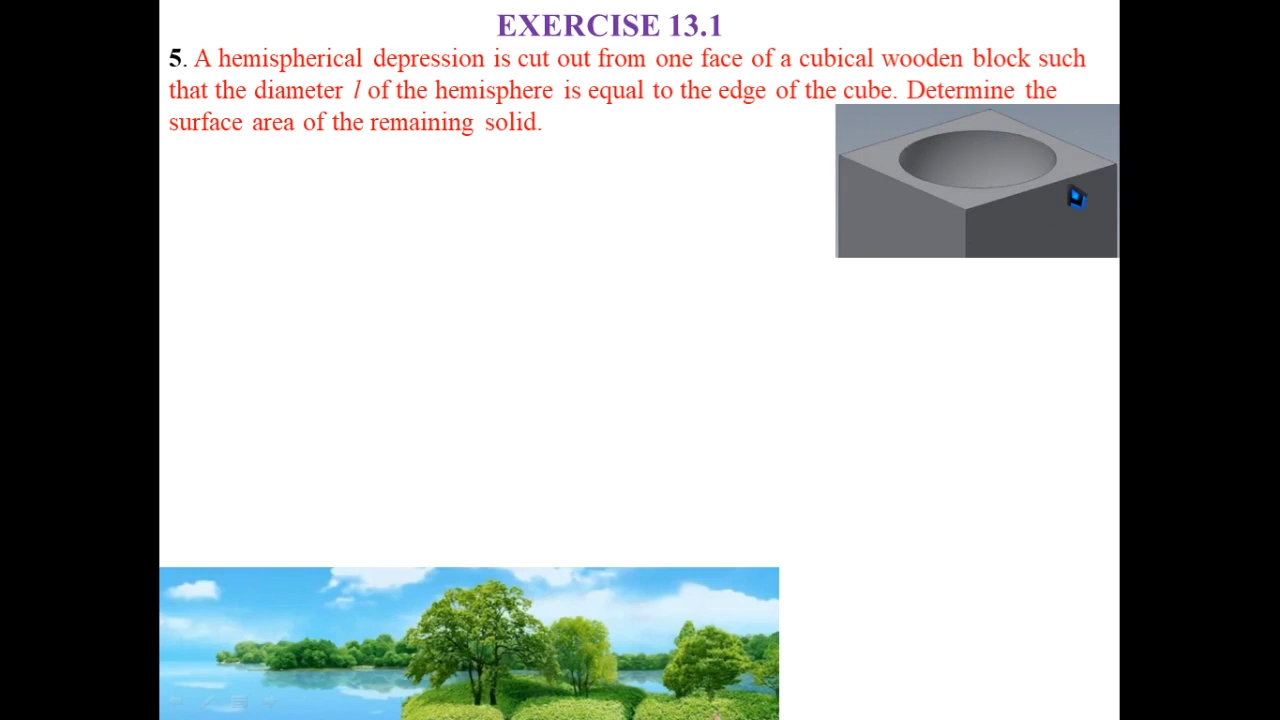 EXERCISE 13.1
5. A hemispherical depression is cut out from one face of a cubical wooden block such
that the diameter l of the hemisphere is equal to the edge of the cube. Determine the
surface area of the remaining solid.